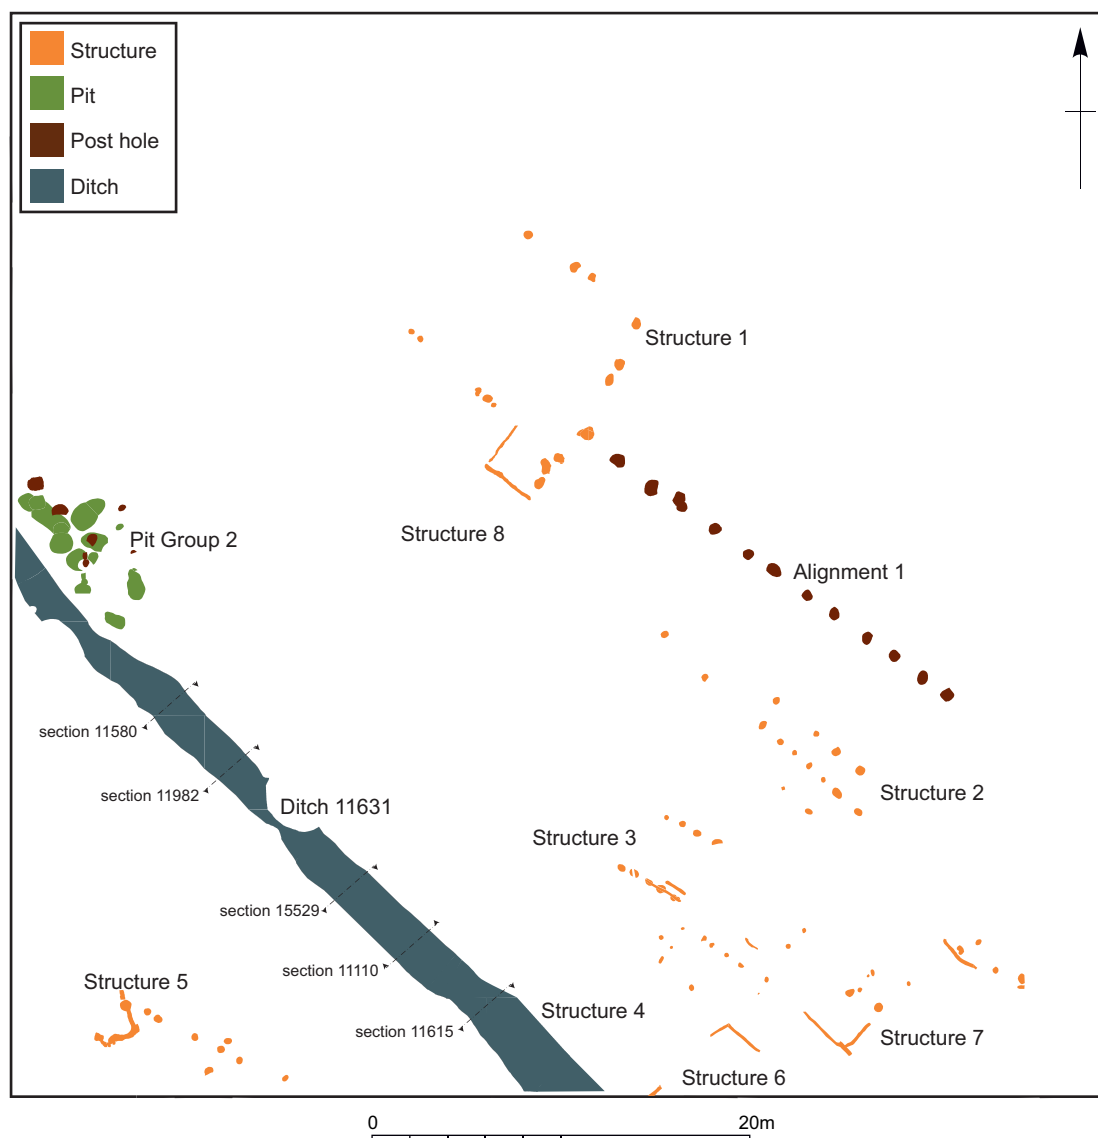 Structure
Pit
Post hole
Ditch
Structure 1
Structure 8
Pit Group 2
Alignment 1
section 11580
section 11982
Ditch 11631
Structure 2
Structure 3
section 15529
section 11110
Structure 5
Structure 4
section 11615
Structure 7
Structure 6
0 20m